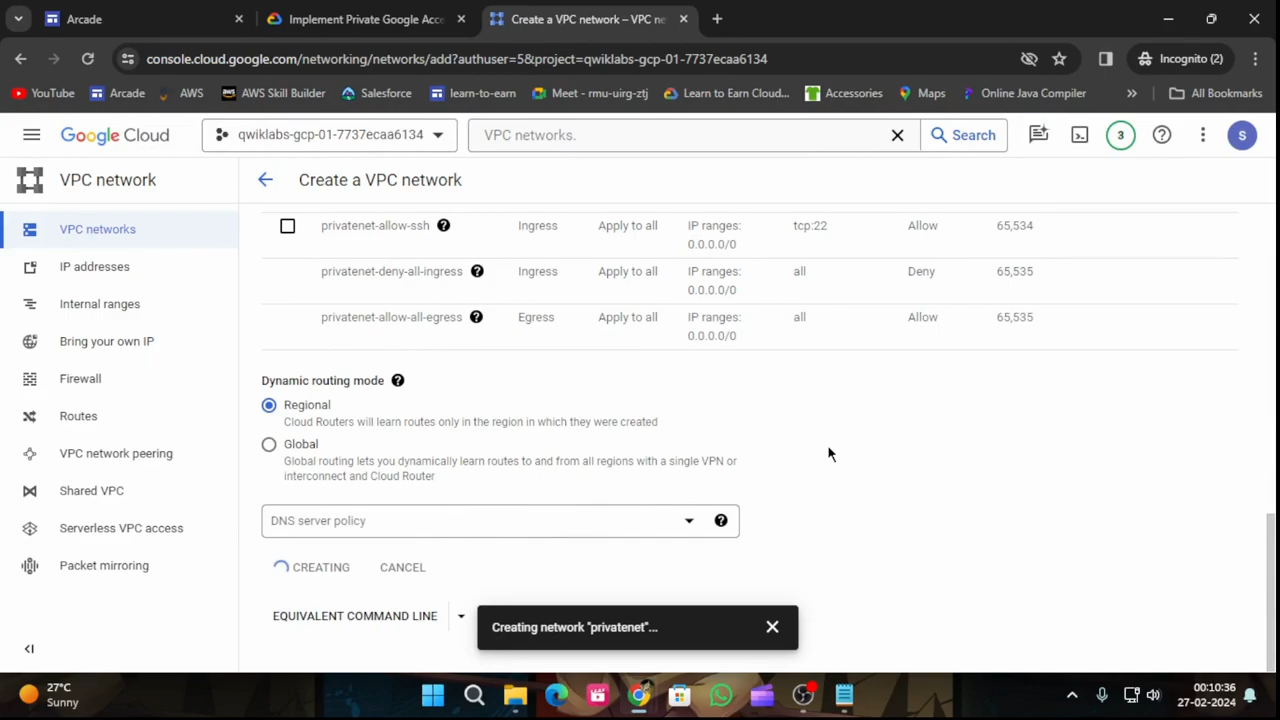 Arcade
Implement Private Google Acce
Create a VPC network – VPC ne
console.cloud.google.com/networking/networks/add?authuser=5&project=qwiklabs-gcp-01-7737ecaa6134
Incognito (2)
YouTube
Arcade
AWS
AWS Skill Builder
Salesforce
learn-to-earn
Meet - rmu-uirg-ztj
Learn to Earn Cloud...
Accessories
Maps
Online Java Compiler
All Bookmarks
Google Cloud
qwiklabs-gcp-01-7737ecaa6134
VPC networks.
Search
3
S
VPC network
Create a VPC network
VPC networks
IP addresses
Internal ranges
Bring your own IP
Firewall
Routes
VPC network peering
Shared VPC
Serverless VPC access
Packet mirroring
privatenet-allow-ssh Ingress Apply to all IP ranges: tcp:22 Allow 65,534
0.0.0.0/0
privatenet-deny-all-ingress Ingress Apply to all IP ranges: all Deny 65,535
0.0.0.0/0
privatenet-allow-all-egress Egress Apply to all IP ranges: all Allow 65,535
0.0.0.0/0
Dynamic routing mode
Regional
Cloud Routers will learn routes only in the region in which they were created
Global
Global routing lets you dynamically learn routes to and from all regions with a single VPN or
interconnect and Cloud Router
DNS server policy
CREATING CANCEL
EQUIVALENT COMMAND LINE
Creating network "privatenet"...
27°C
Sunny
00:10:36
27-02-2024